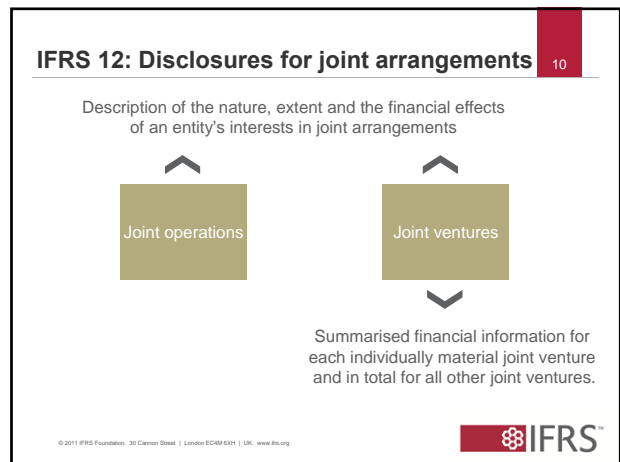 IFRS 12: Disclosures for joint arrangements
10
Description of the nature, extent and the financial effects
of an entity's interests in joint arrangements
Joint operations
Joint ventures
Summarised financial information for
each individually material joint venture
and in total for all other joint ventures.
© 2011 IFRS Foundation. 30 Cannon Street | London EC4M 6XH | UK. www.ifrs.org
IFRS™